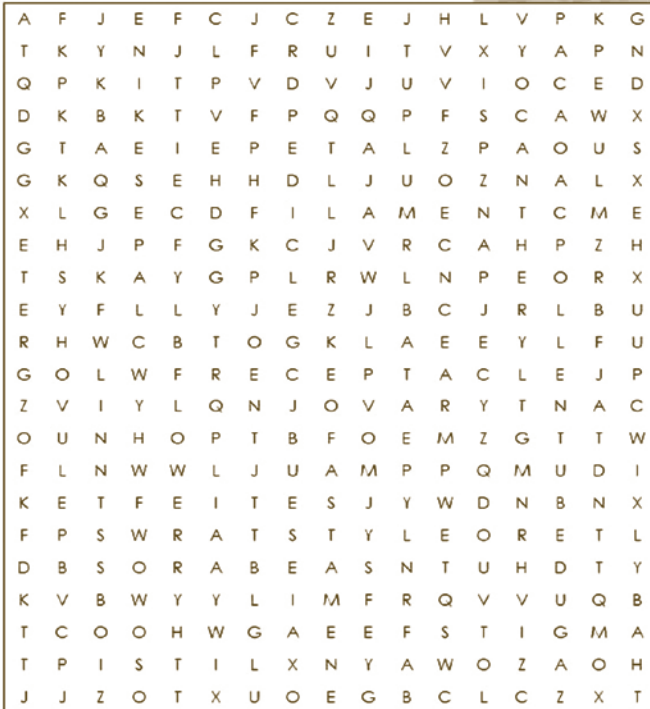 A F J E F C J C Z E J H L V P K G
T K Y N J L F R U I T V X Y A P N
Q P K I T P V D V J U V I O C E D
D K B K T V F P Q Q P F S C A W X
G T A E I E P E T A L Z P A O U S
G K Q S E H H D L J U O Z N A L X
X L G E C D F I L A M E N T C M E
E H J P F G K C J V R C A H P Z H
T S K A Y G P L R W L N P E O R X
E Y F L L Y J E Z J B C J R L B U
R H W C B T O G K L A E E Y L F U
G O L W F R E C E P T A C L E J P
Z V I Y L Q N J O V A R Y T N A C
O U N H O P T B F O E M Z G T T W
F L N W W L J U A M P P Q M U D I
K E T F E I T E S J Y W D N B N X
F P S W R A T S T Y L E O R E T L
D B S O R A B E A S N T U H D T Y
K V B W Y Y L I M F R Q V V U Q B
T C O O H W G A E E F S T I G M A
T P I S T I L X N Y A W O Z A O H
J J Z O T X U O E G B C L C Z X T